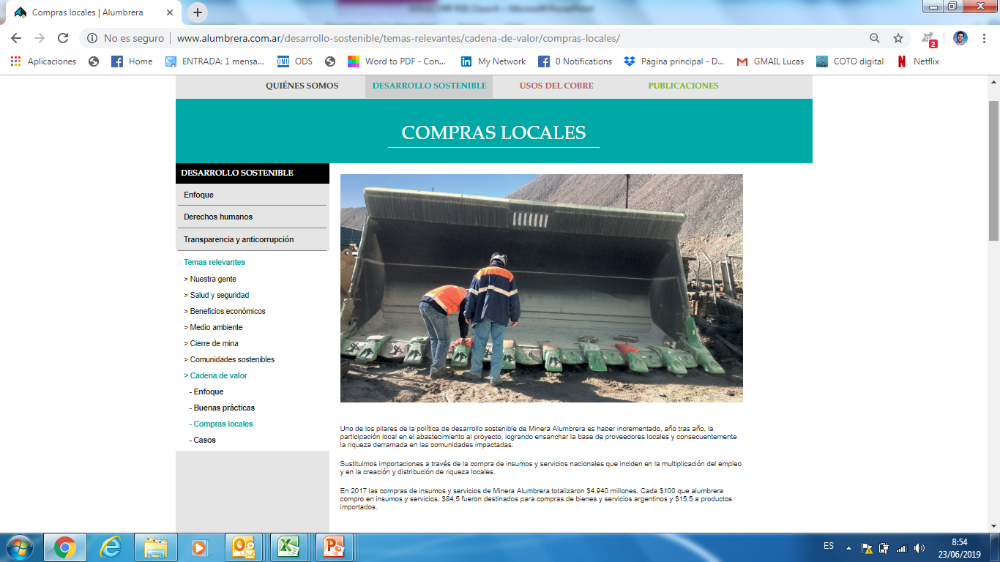 Compras locales | Alumbrera
No es seguro | www.alumbrera.com.ar/desarrollo-sostenible/temas-relevantes/cadena-de-valor/compras-locales/
2
Aplicaciones Home ENTRADA: 1 mensa... ONU ODS Word to PDF - Con... My Network 0 Notifications Página principal - D... GMAIL Lucas COTO digital Netflix
QUIÉNES SOMOS DESARROLLO SOSTENIBLE USOS DEL COBRE PUBLICACIONES
COMPRAS LOCALES
DESARROLLO SOSTENIBLE
Enfoque
Derechos humanos
Transparencia y anticorrupción
Temas relevantes
> Nuestra gente
> Salud y seguridad
> Beneficios económicos
> Medio ambiente
> Cierre de mina
> Comunidades sostenibles
> Cadena de valor
- Enfoque
- Buenas prácticas
- Compras locales
- Casos
Uno de los pilares de la política de desarrollo sostenible de Minera Alumbrera es haber incrementado, año tras año, la
participación local en el abastecimiento al proyecto, logrando ensanchar la base de proveedores locales y consecuentemente
la riqueza derramada en las comunidades impactadas.
Sustituimos importaciones a través de la compra de insumos y servicios nacionales que inciden en la multiplicación del empleo
y en la creación y distribución de riqueza locales.
En 2017 las compras de insumos y servicios de Minera Alumbrera totalizaron $4.940 millones. Cada $100 que alumbrera
compro en insumos y servicios, $84,5 fueron destinados para compras de bienes y servicios argentinos y $15,5 a productos
importados.
ES
8:54
23/06/2019